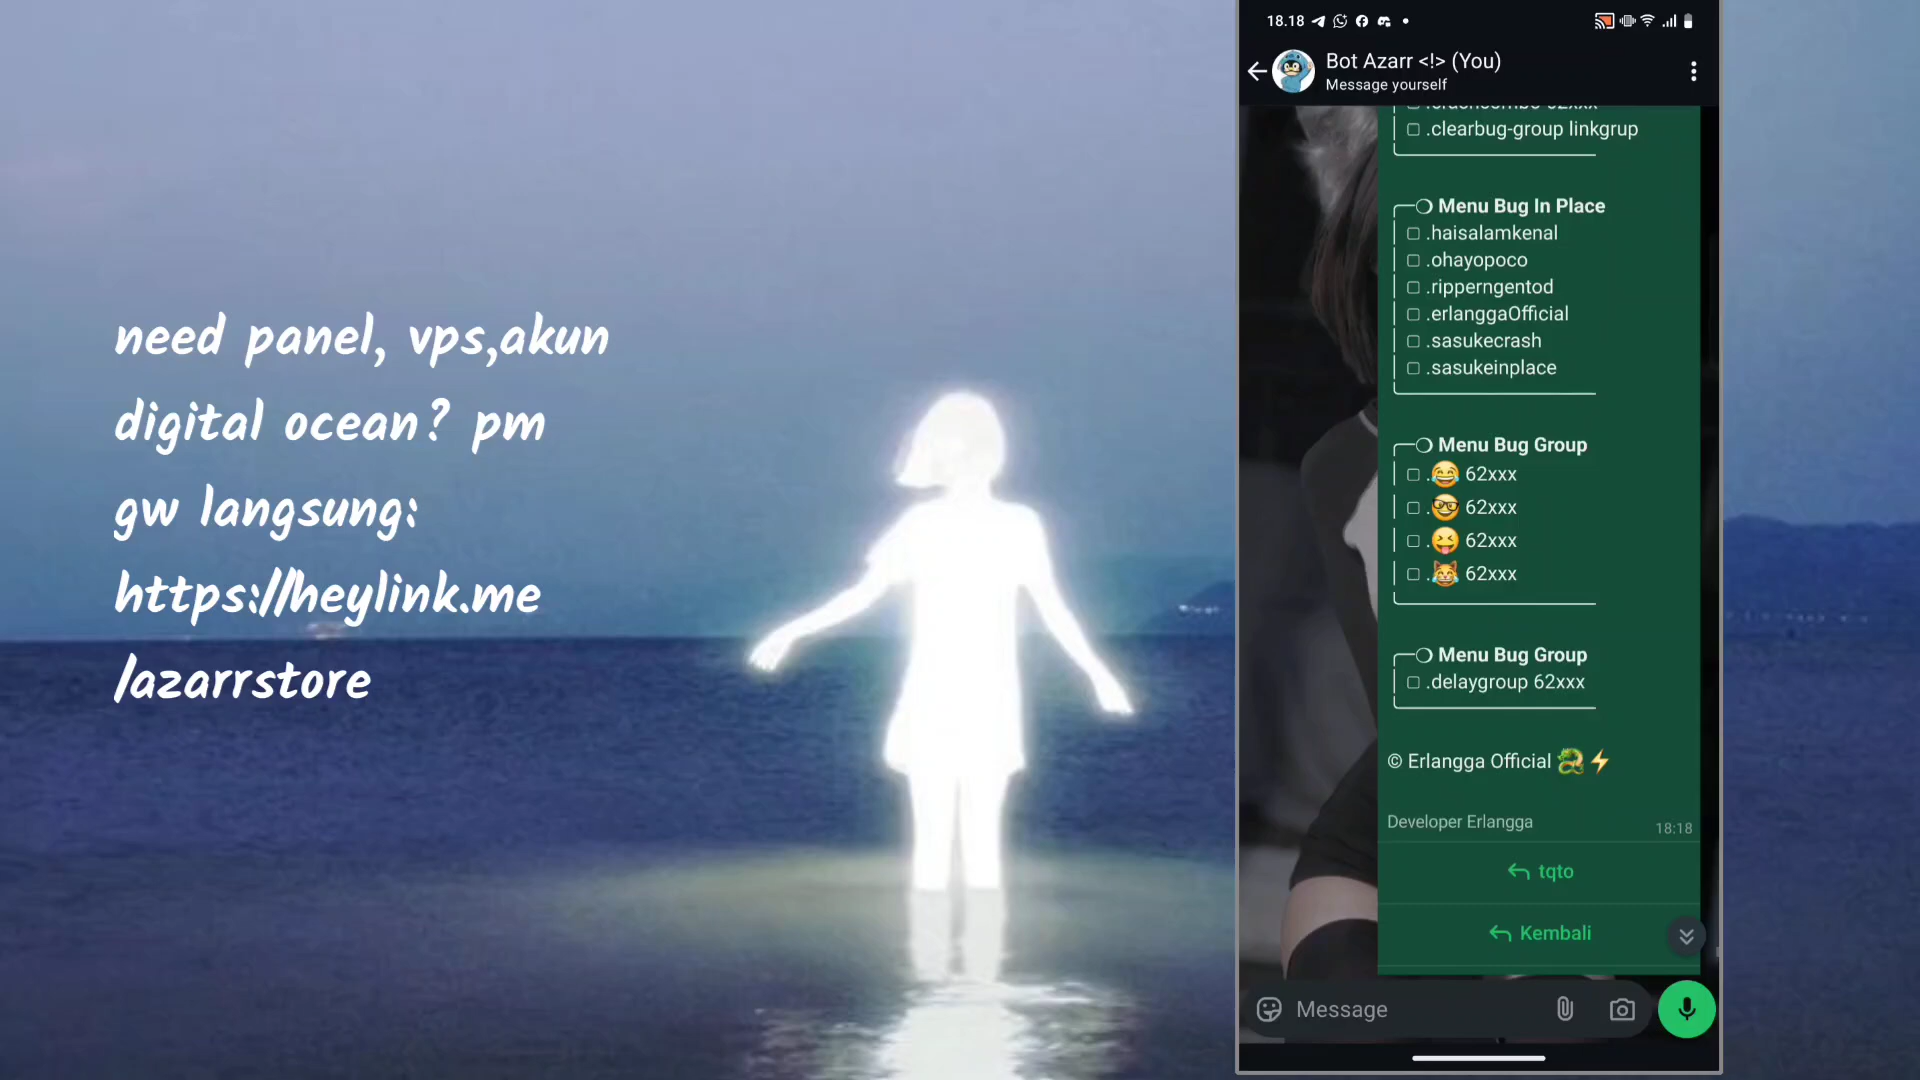 need panel, vps,akun
digital ocean? pm
gw langsung:
https://heylink.me
/azarrstore
18.18
Bot Azarr <!> (You)
Message yourself
.clearbug-group linkgrup
Menu Bug In Place
.haisalamkenal
.ohayopoco
.ripperngentod
.erlanggaOfficial
.sasukecrash
.sasukeinplace
Menu Bug Group
.😂 62xxx
.🤓 62xxx
.😝 62xxx
.😹 62xxx
Menu Bug Group
.delaygroup 62xxx
© Erlangga Official 🐉⚡
Developer Erlangga
18:18
tqto
Kembali
Message